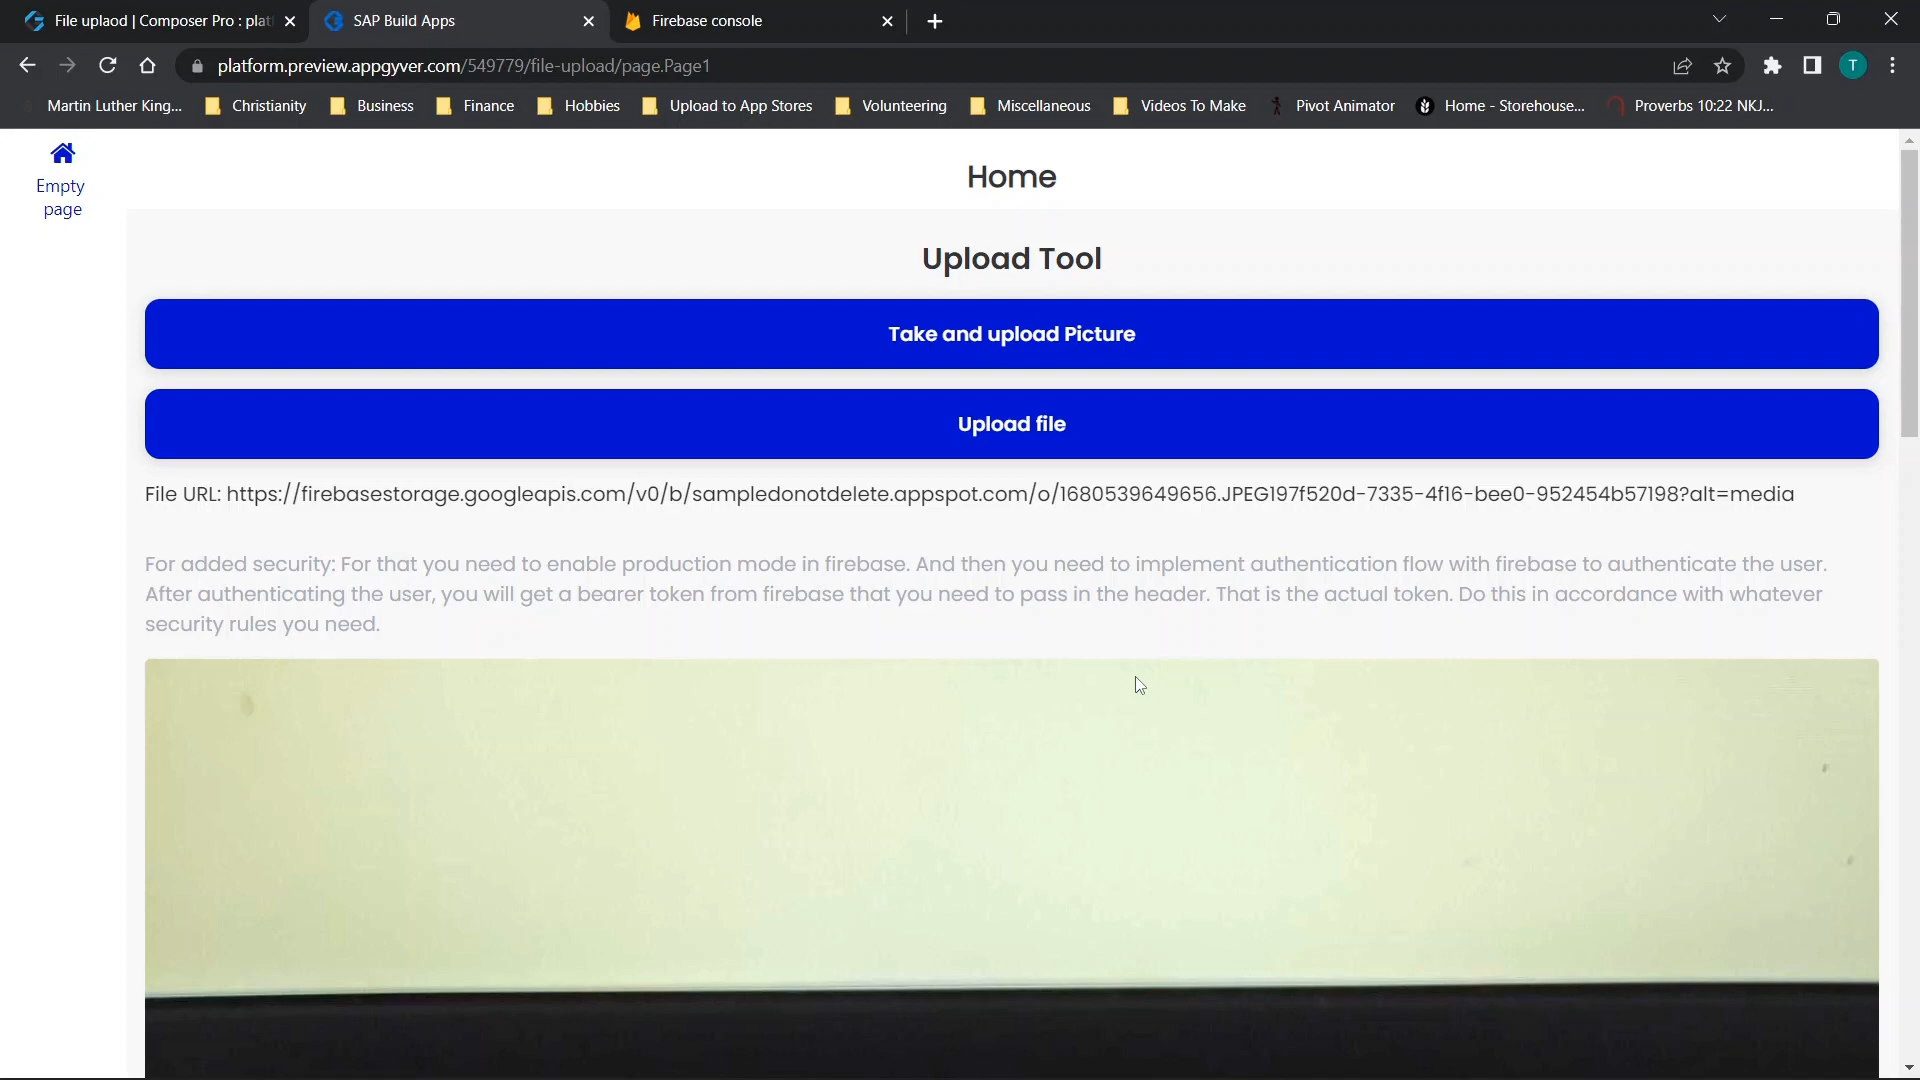 File uplaod | Composer Pro : plat
SAP Build Apps
Firebase console
platform.preview.appgyver.com/549779/file-upload/page.Page1
T
Martin Luther King...
Christianity
Business
Finance
Hobbies
Upload to App Stores
Volunteering
Miscellaneous
Videos To Make
Pivot Animator
Home - Storehouse...
Proverbs 10:22 NKJ...
Empty
page
Home
Upload Tool
Take and upload Picture
Upload file
File URL: https://firebasestorage.googleapis.com/v0/b/sampledonotdelete.appspot.com/o/1680539649656.JPEG197f520d-7335-4f16-bee0-952454b57198?alt=media
For added security: For that you need to enable production mode in firebase. And then you need to implement authentication flow with firebase to authenticate the user.
After authenticating the user, you will get a bearer token from firebase that you need to pass in the header. That is the actual token. Do this in accordance with whatever
security rules you need.